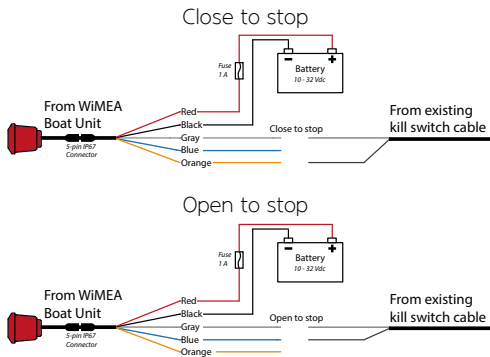 Close to stop
Fuse
1 A
Battery
10 - 32 Vdc
From WiMEA
Boat Unit
5-pin IP67
Connector
Red
Black
Gray
Blue
Orange
Close to stop
From existing
kill switch cable
Open to stop
Fuse
1 A
Battery
10 - 32 Vdc
From WiMEA
Boat Unit
5-pin IP67
Connector
Red
Black
Gray
Blue
Orange
Open to stop
From existing
kill switch cable